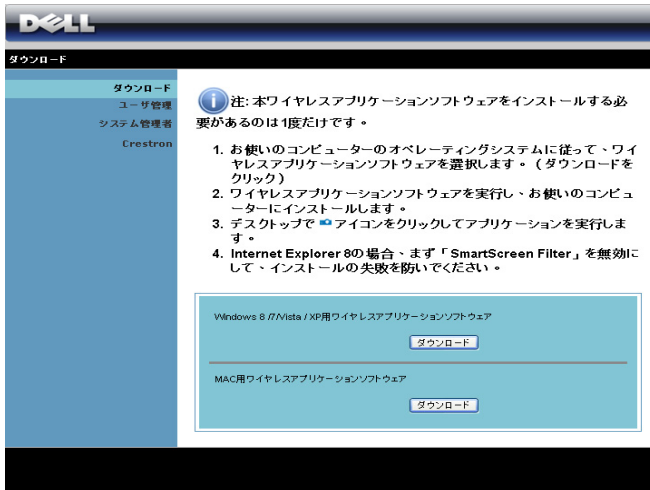 DELL
ダウンロード
ダウンロード
ユーザ管理
システム管理者
Crestron
注: 本ワイヤレスアプリケーションソフトウェアをインストールする必
要があるのは1度だけです。
1. お使いのコンピューターのオペレーティングシステムに従って、ワイ
ヤレスアプリケーションソフトウェアを選択します。(ダウンロードを
クリック)
2. ワイヤレスアプリケーションソフトウェアを実行し、お使いのコンピュ
ーターにインストールします。
3. デスクトップで アイコンをクリックしてアプリケーションを実行しま
す。
4. Internet Explorer 8の場合、まず「SmartScreen Filter」を無効に
して、インストールの失敗を防いでください。
Windows 8 /7/Vista / XP用ワイヤレスアプリケーションソフトウェア
ダウンロード
MAC用ワイヤレスアプリケーションソフトウェア
ダウンロード